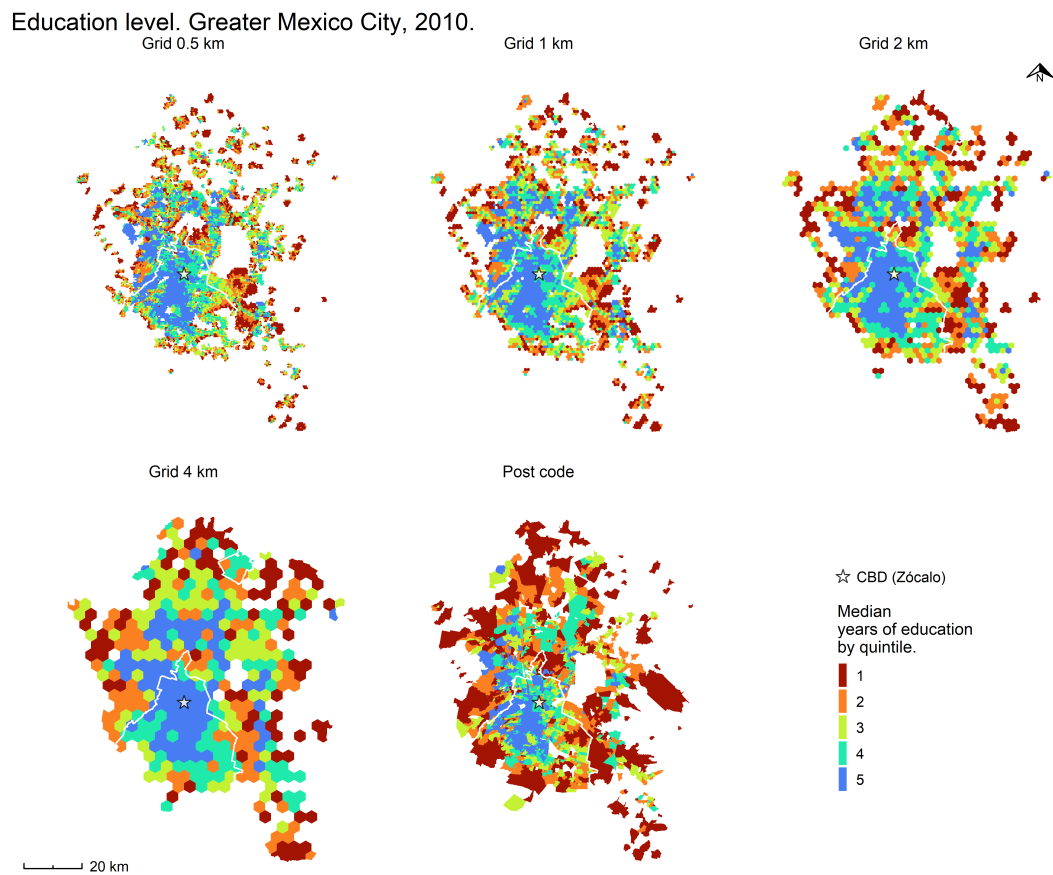 Education level. Greater Mexico City, 2010.
Grid 0.5 km
Grid 1 km
Grid 2 km
N
Grid 4 km
Post code
CBD (Zócalo)
Median
years of education
by quintile.
1
2
3
4
5
20 km